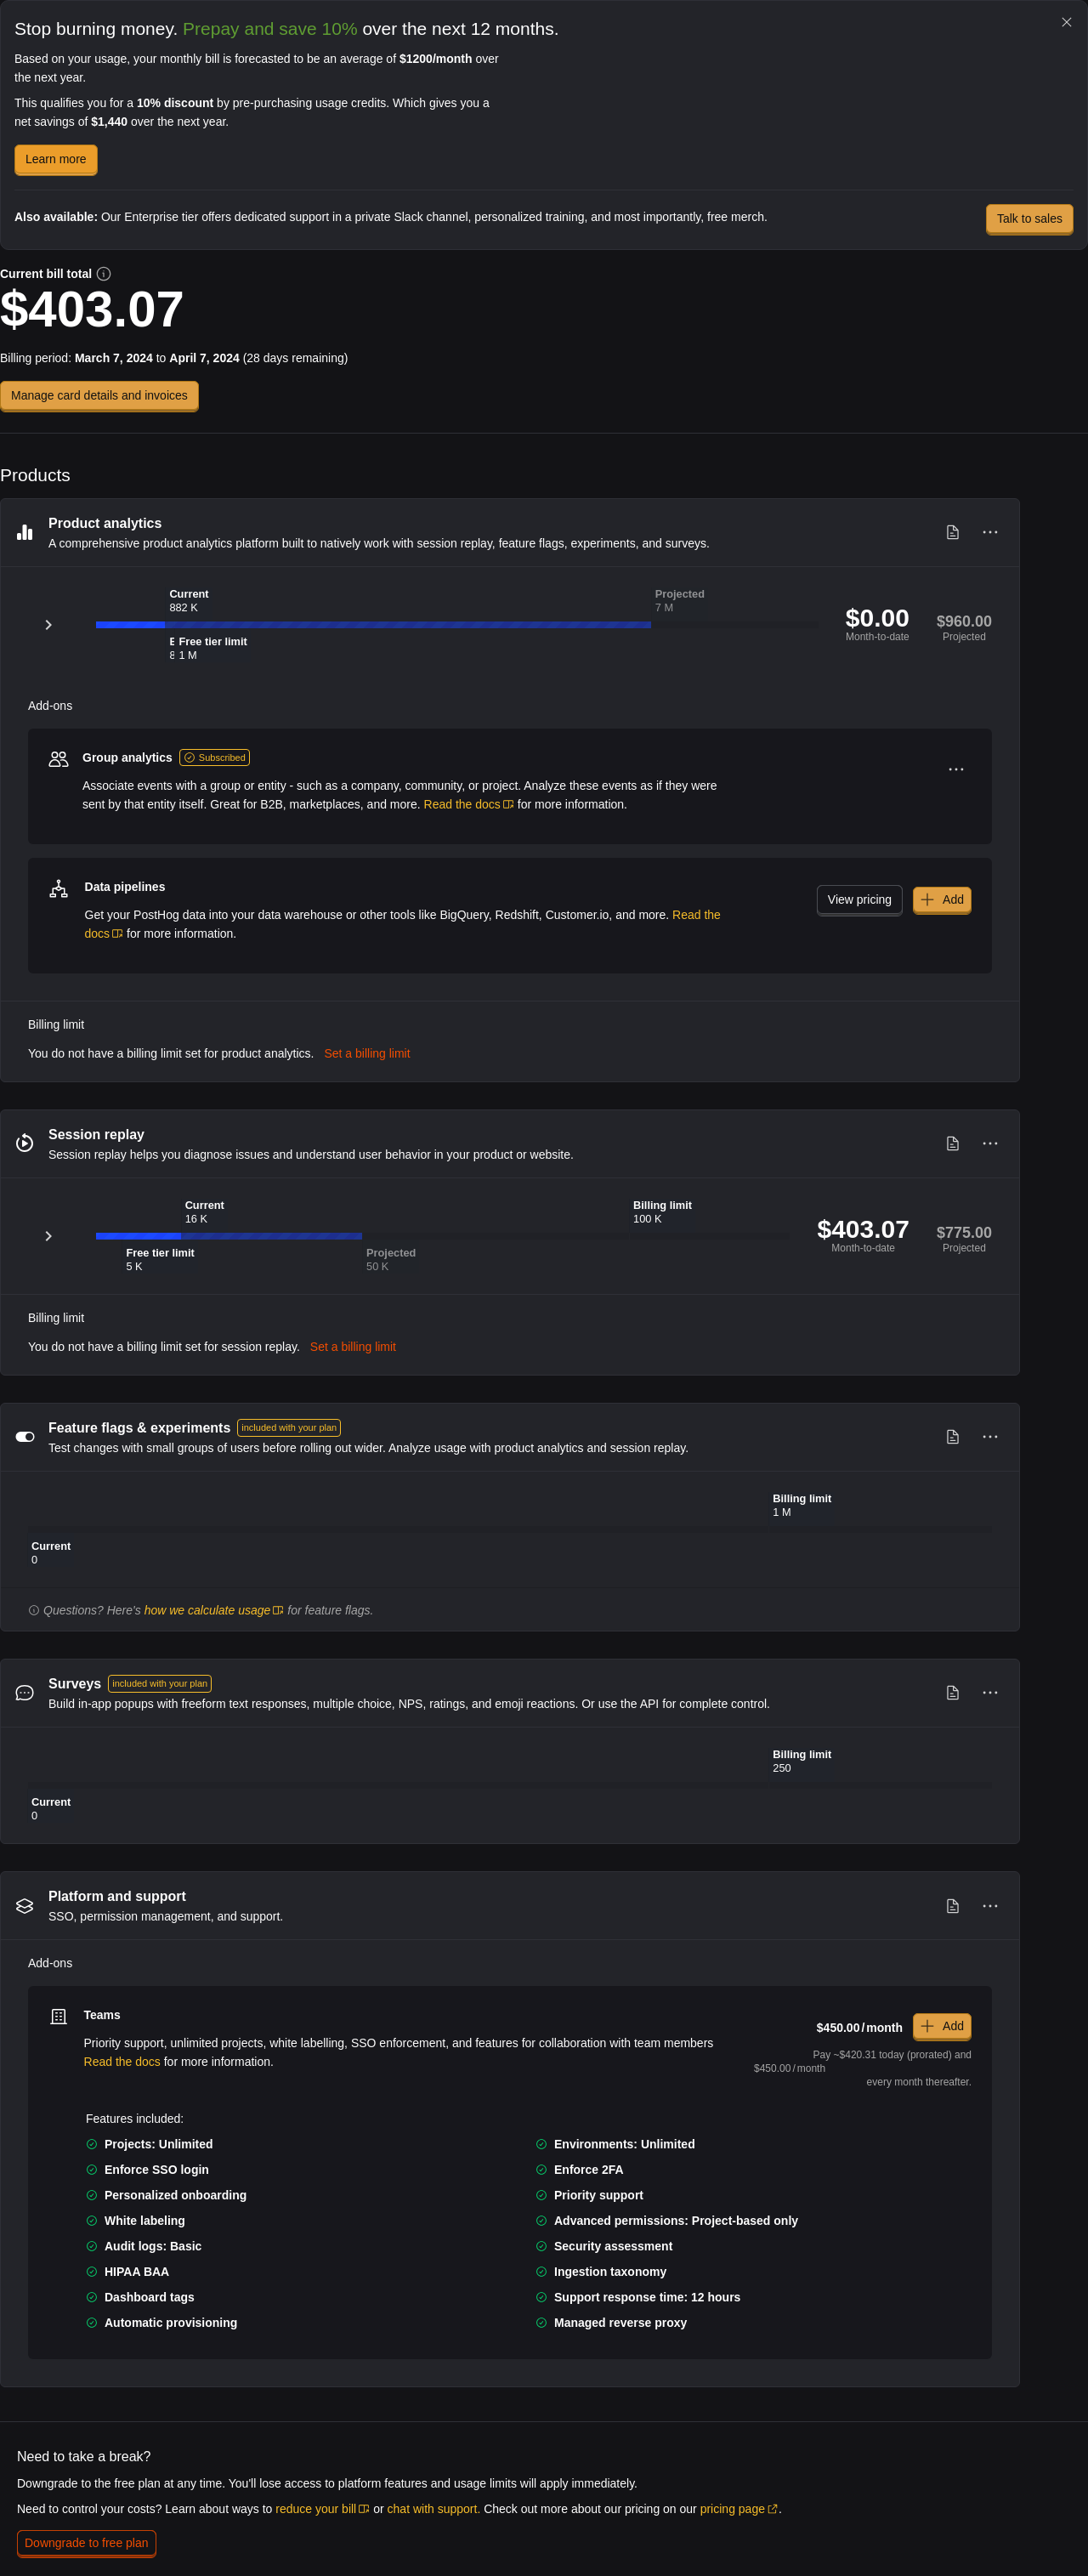 Stop burning money. Prepay and save 10% over the next 12 months.
Based on your usage, your monthly bill is forecasted to be an average of $1200/month over
the next year.
This qualifies you for a 10% discount by pre-purchasing usage credits. Which gives you a
net savings of $1,440 over the next year.
Learn more
Also available: Our Enterprise tier offers dedicated support in a private Slack channel, personalized training, and most importantly, free merch.
Talk to sales
Current bill total
$403.07
Billing period: March 7, 2024 to April 7, 2024 (28 days remaining)
Manage card details and invoices
Products
Product analytics
A comprehensive product analytics platform built to natively work with session replay, feature flags, experiments, and surveys.
Current
882 K
Projected
7 M
Free tier limit
1 M
$0.00
Month-to-date
$960.00
Projected
Add-ons
Group analytics Subscribed
Associate events with a group or entity - such as a company, community, or project. Analyze these events as if they were
sent by that entity itself. Great for B2B, marketplaces, and more. Read the docs for more information.
Data pipelines
Get your PostHog data into your data warehouse or other tools like BigQuery, Redshift, Customer.io, and more. Read the
docs for more information.
View pricing
Add
Billing limit
You do not have a billing limit set for product analytics. Set a billing limit
Session replay
Session replay helps you diagnose issues and understand user behavior in your product or website.
Current
16 K
Billing limit
100 K
Free tier limit
5 K
Projected
50 K
$403.07
Month-to-date
$775.00
Projected
Billing limit
You do not have a billing limit set for session replay. Set a billing limit
Feature flags & experiments included with your plan
Test changes with small groups of users before rolling out wider. Analyze usage with product analytics and session replay.
Billing limit
1 M
Current
0
Questions? Here's how we calculate usage for feature flags.
Surveys included with your plan
Build in-app popups with freeform text responses, multiple choice, NPS, ratings, and emoji reactions. Or use the API for complete control.
Billing limit
250
Current
0
Platform and support
SSO, permission management, and support.
Add-ons
Teams
Priority support, unlimited projects, white labelling, SSO enforcement, and features for collaboration with team members
Read the docs for more information.
$450.00/month
Add
Pay ~$420.31 today (prorated) and
$450.00/month
every month thereafter.
Features included:
Projects: Unlimited
Environments: Unlimited
Enforce SSO login
Enforce 2FA
Personalized onboarding
Priority support
White labeling
Advanced permissions: Project-based only
Audit logs: Basic
Security assessment
HIPAA BAA
Ingestion taxonomy
Dashboard tags
Support response time: 12 hours
Automatic provisioning
Managed reverse proxy
Need to take a break?
Downgrade to the free plan at any time. You'll lose access to platform features and usage limits will apply immediately.
Need to control your costs? Learn about ways to reduce your bill or chat with support. Check out more about our pricing on our pricing page.
Downgrade to free plan